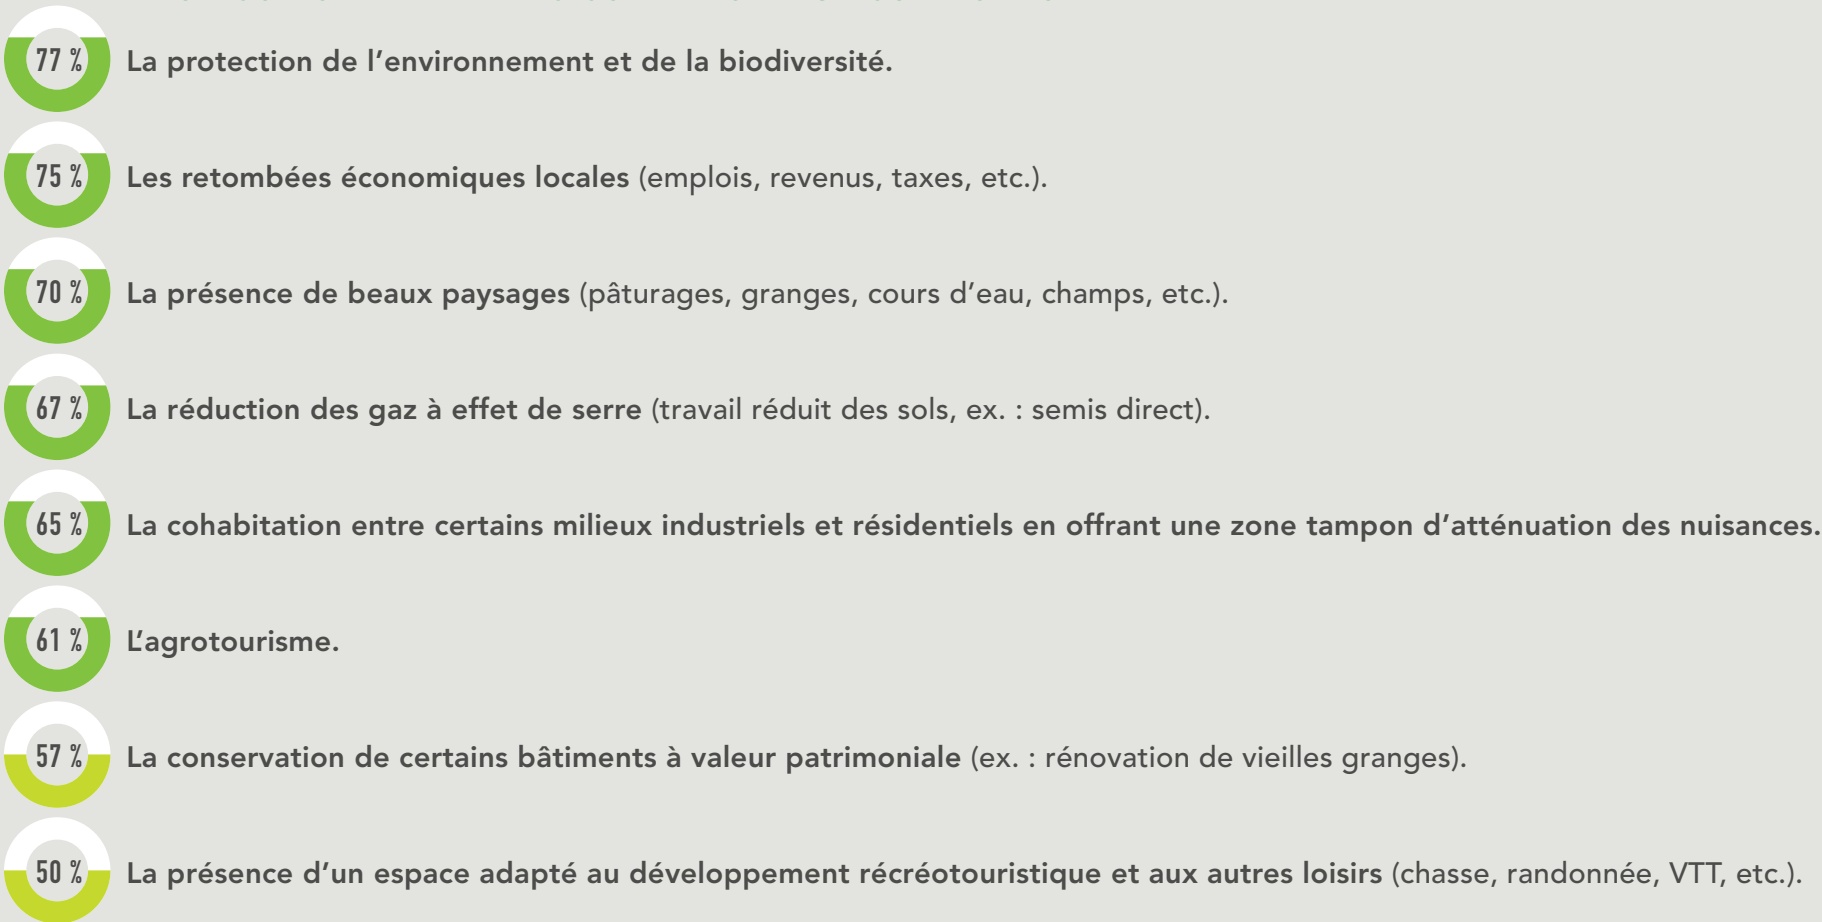 77 % La protection de l’environnement et de la biodiversité.
75 % Les retombées économiques locales (emplois, revenus, taxes, etc.).
70 % La présence de beaux paysages (pâturages, granges, cours d’eau, champs, etc.).
67 % La réduction des gaz à effet de serre (travail réduit des sols, ex. : semis direct).
65 % La cohabitation entre certains milieux industriels et résidentiels en offrant une zone tampon d’atténuation des nuisances.
61 % L’agrotourisme.
57 % La conservation de certains bâtiments à valeur patrimoniale (ex. : rénovation de vieilles granges).
50 % La présence d’un espace adapté au développement récréotouristique et aux autres loisirs (chasse, randonnée, VTT, etc.).